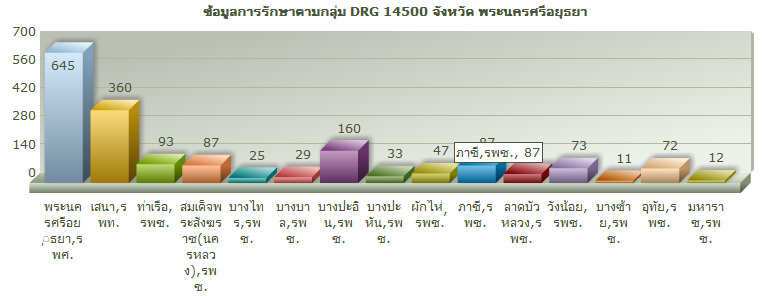 ข้อมูลการรักษาตามกลุ่ม DRG 14500 จังหวัด พระนครศรีอยุธยา
700
560
420
280
140
0
645
360
93
87
25
29
160
33
47
87
ภาชี,รพช., 87
73
11
72
12
พระนค
รศรีอย
ุธยา,ร
พศ.
เสนา,ร
พท.
ท่าเรือ,
รพช.
สมเด็จพ
ระสังฆร
าช(นค
รหลว
ง),รพ
ช.
บางไท
ร,รพ
ช.
บางบา
ล,รพ
ช.
บางปะอิ
น,รพ
ช.
บางปะ
หัน,รพ
ช.
ผักไห่,
รพช.
ภาชี,ร
พช.
ลาดบัว
หลวง,ร
พช.
วังน้อย,
รพช.
บางซ้า
ย,รพ
ช.
อุทัย,ร
พช.
มหารา
ช,รพ
ช.